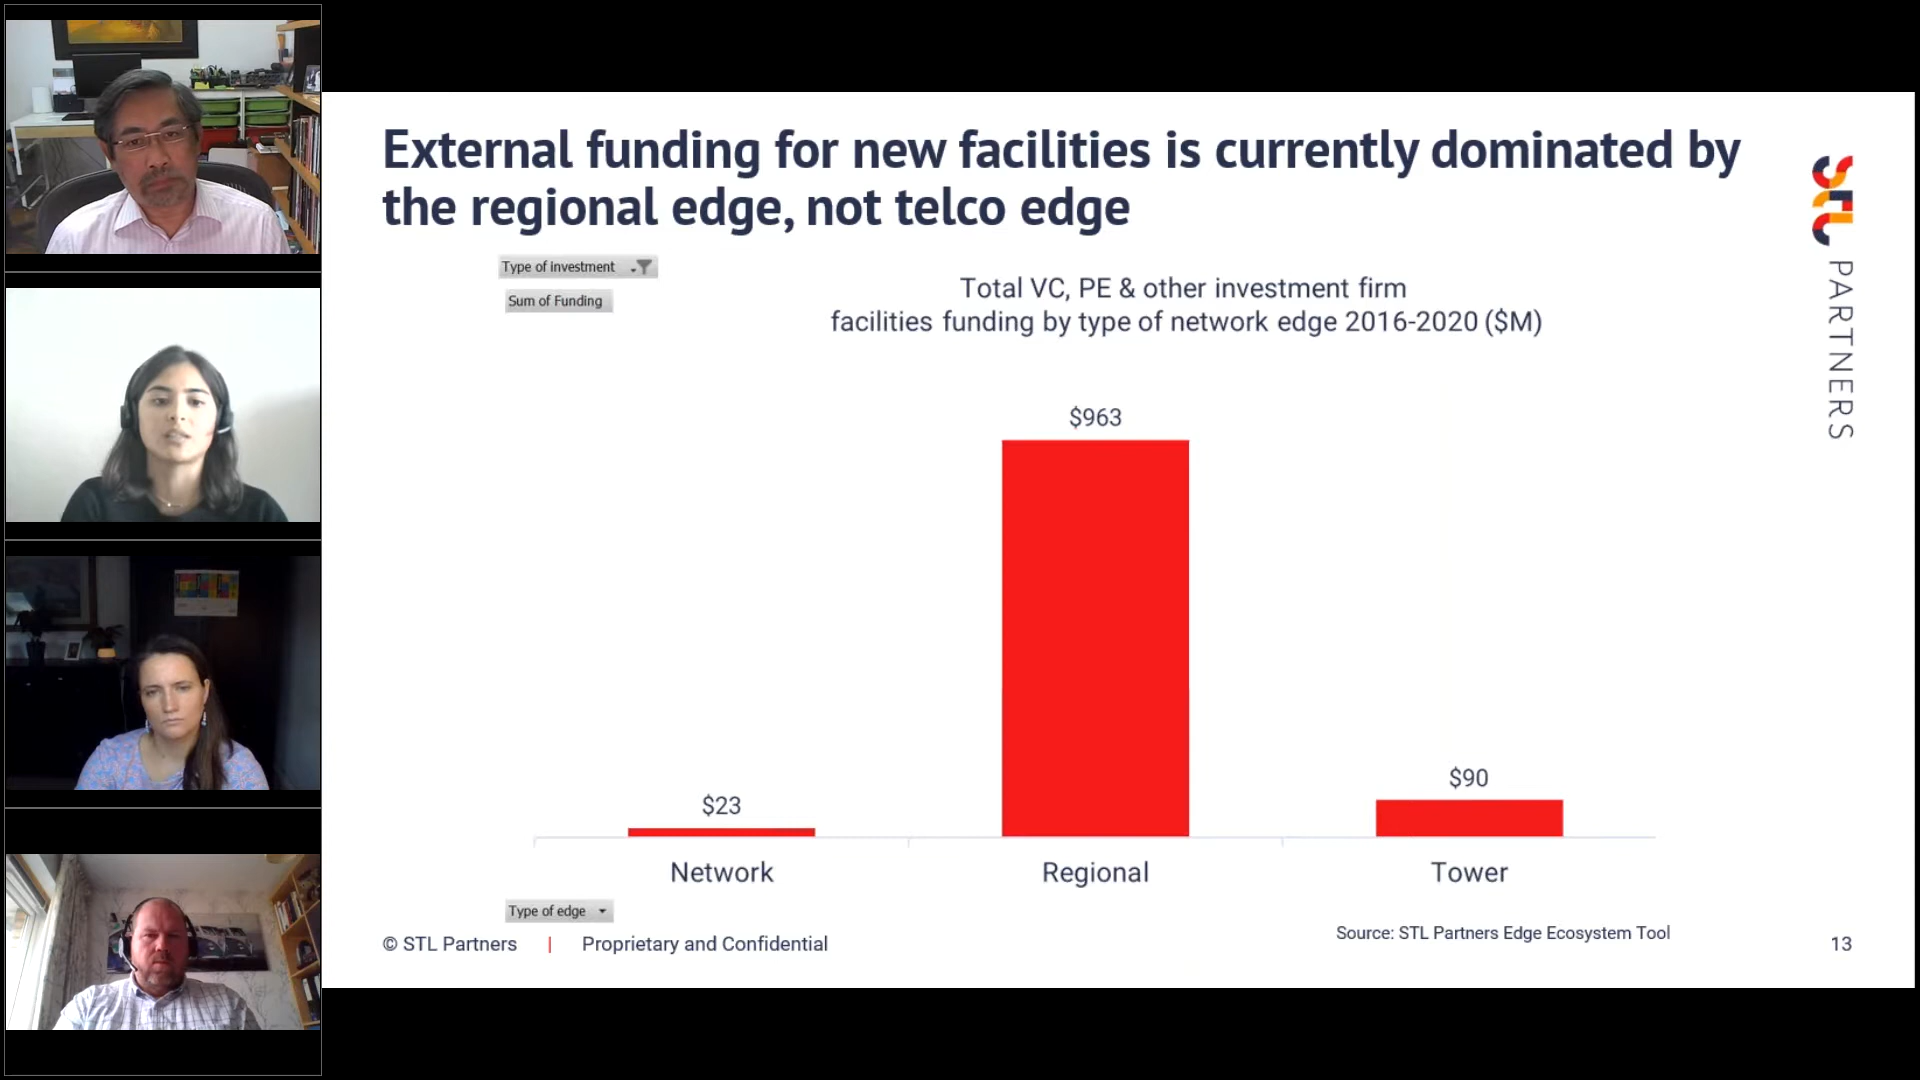 External funding for new facilities is currently dominated by
the regional edge, not telco edge
STL PARTNERS
Type of investment
Sum of Funding
Total VC, PE & other investment firm
facilities funding by type of network edge 2016-2020 ($M)
$963
$23
$90
Network
Regional
Tower
Type of edge
© STL Partners | Proprietary and Confidential
Source: STL Partners Edge Ecosystem Tool
13